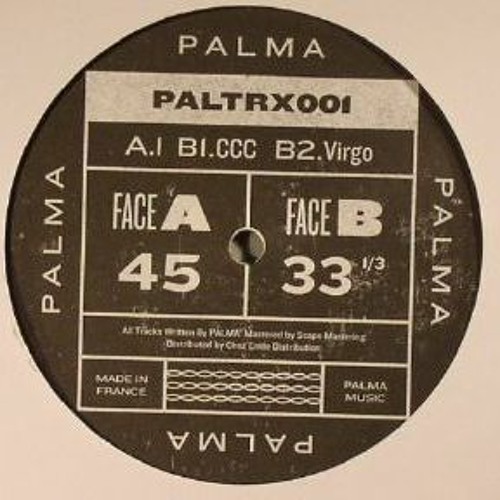 PALMA
PALTRX001
A.I B1.CCC B2.Virgo
PALMA
FACE A
FACE B
PALMA
45
33 1/3
All Tracks Written By PALMA Mastered by Scape Mastering
Distributed by Chez Emile Distribution
MADE IN FRANCE
PALMA MUSIC
PALMA